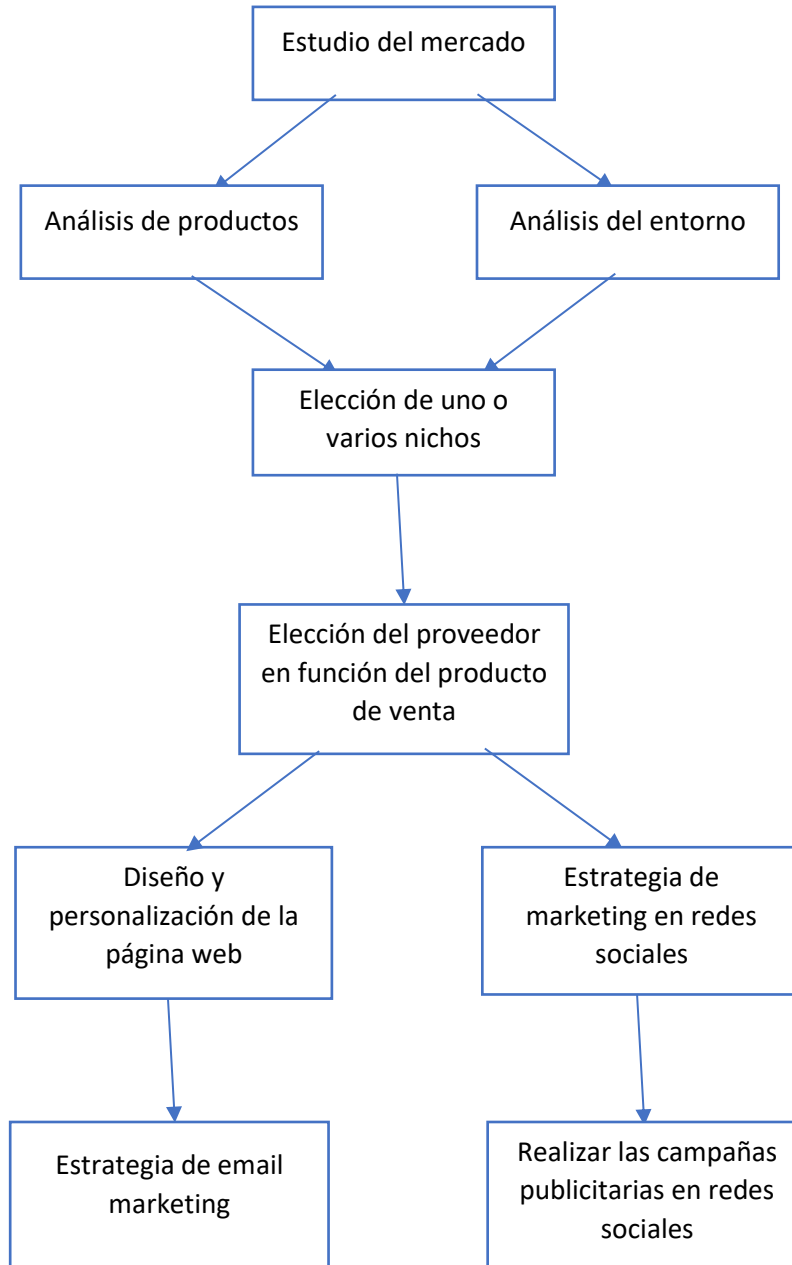 Estudio del mercado
Análisis de productos
Análisis del entorno
Elección de uno o
varios nichos
Elección del proveedor
en función del producto
de venta
Diseño y
personalización de la
página web
Estrategia de
marketing en redes
sociales
Estrategia de email
marketing
Realizar las campañas
publicitarias en redes
sociales